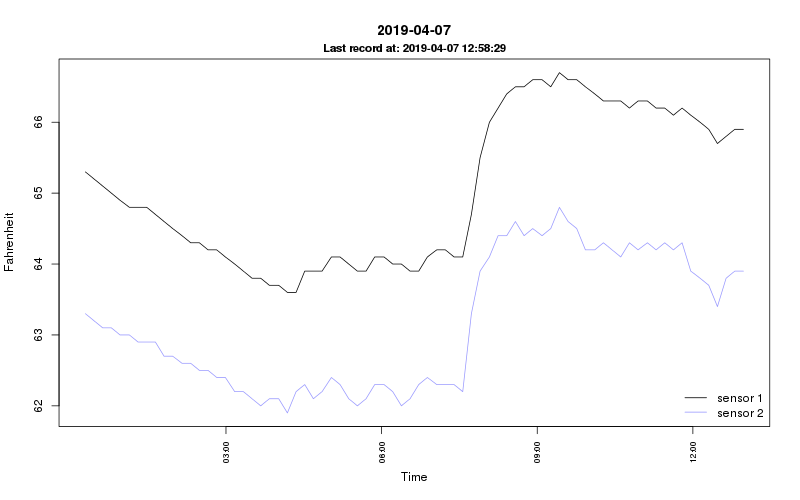 2019-04-07
Last record at: 2019-04-07 12:58:29
Fahrenheit
66
65
64
63
62
03:00
06:00
09:00
12:00
Time
sensor 1
sensor 2